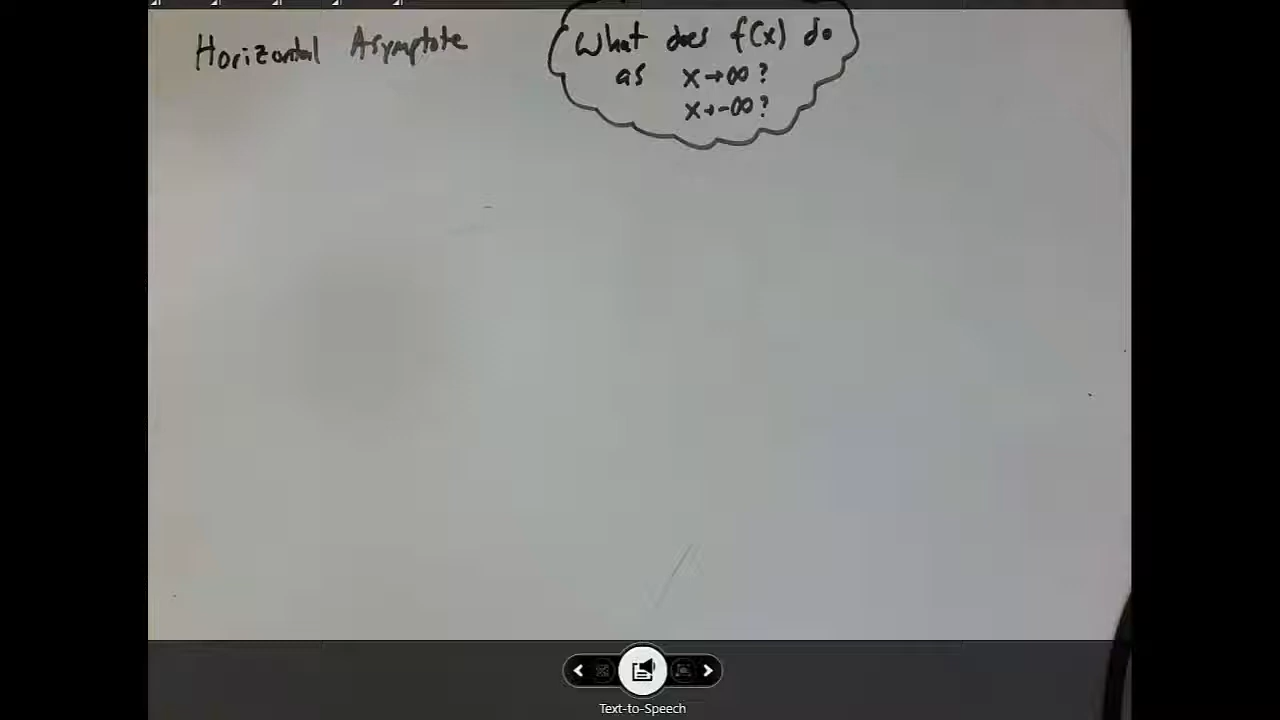 Horizontal Asymptote
What does f(x) do
as x→∞?
x→-∞?
Text-to-Speech